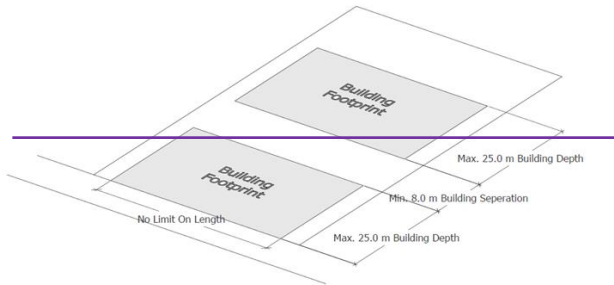 Building
Footprint
Max. 25.0 m Building Depth
Building
Footprint
Min. 8.0 m Building Seperation
No Limit On Length
Max. 25.0 m Building Depth